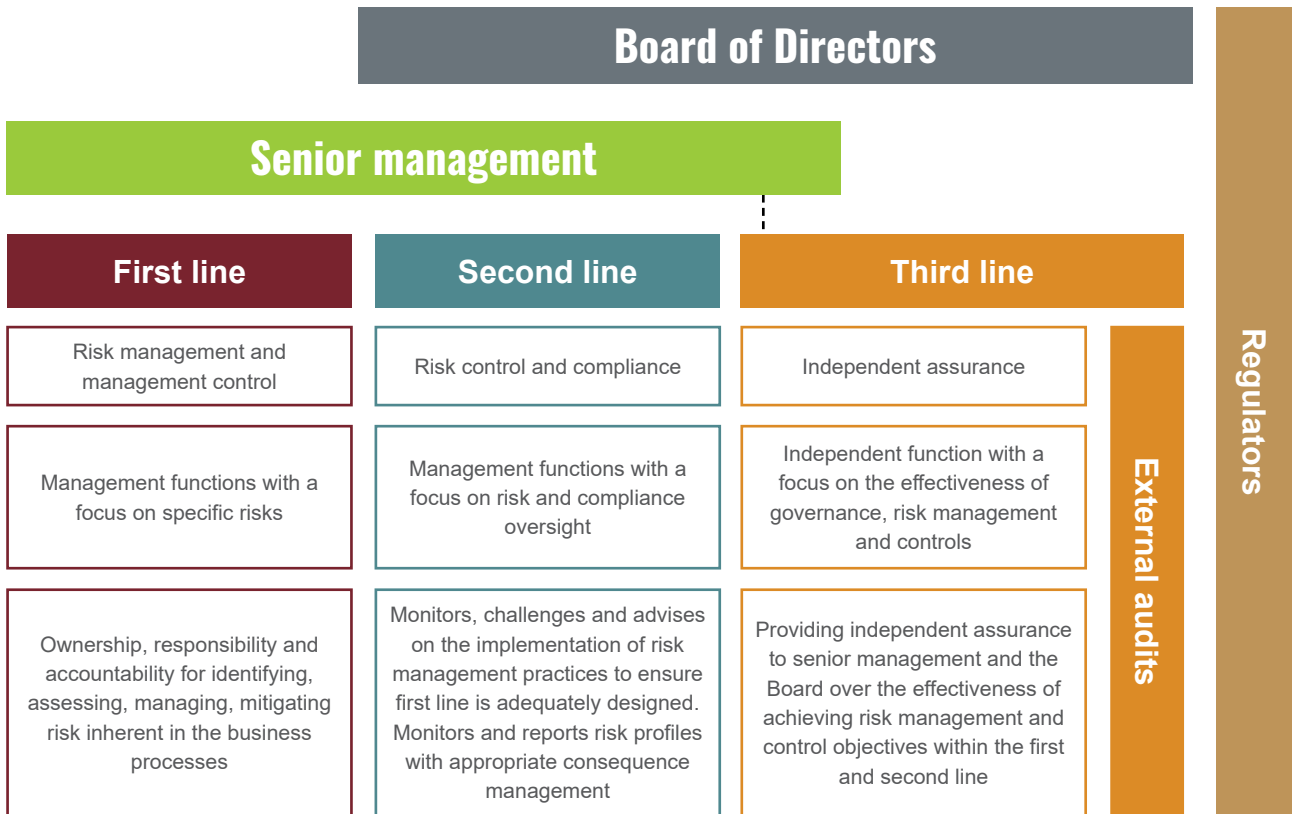 Board of Directors
Senior management
First line
Second line
Third line
Risk management and
management control
Risk control and compliance
Independent assurance
Management functions with a
focus on specific risks
Management functions with a
focus on risk and compliance
oversight
Independent function with a
focus on the effectiveness of
governance, risk management
and controls
Ownership, responsibility and
accountability for identifying,
assessing, managing, mitigating
risk inherent in the business
processes
Monitors, challenges and advises
on the implementation of risk
management practices to ensure
first line is adequately designed.
Monitors and reports risk profiles
with appropriate consequence
management
Providing independent assurance
to senior management and the
Board over the effectiveness of
achieving risk management and
control objectives within the first
and second line
External audits
Regulators